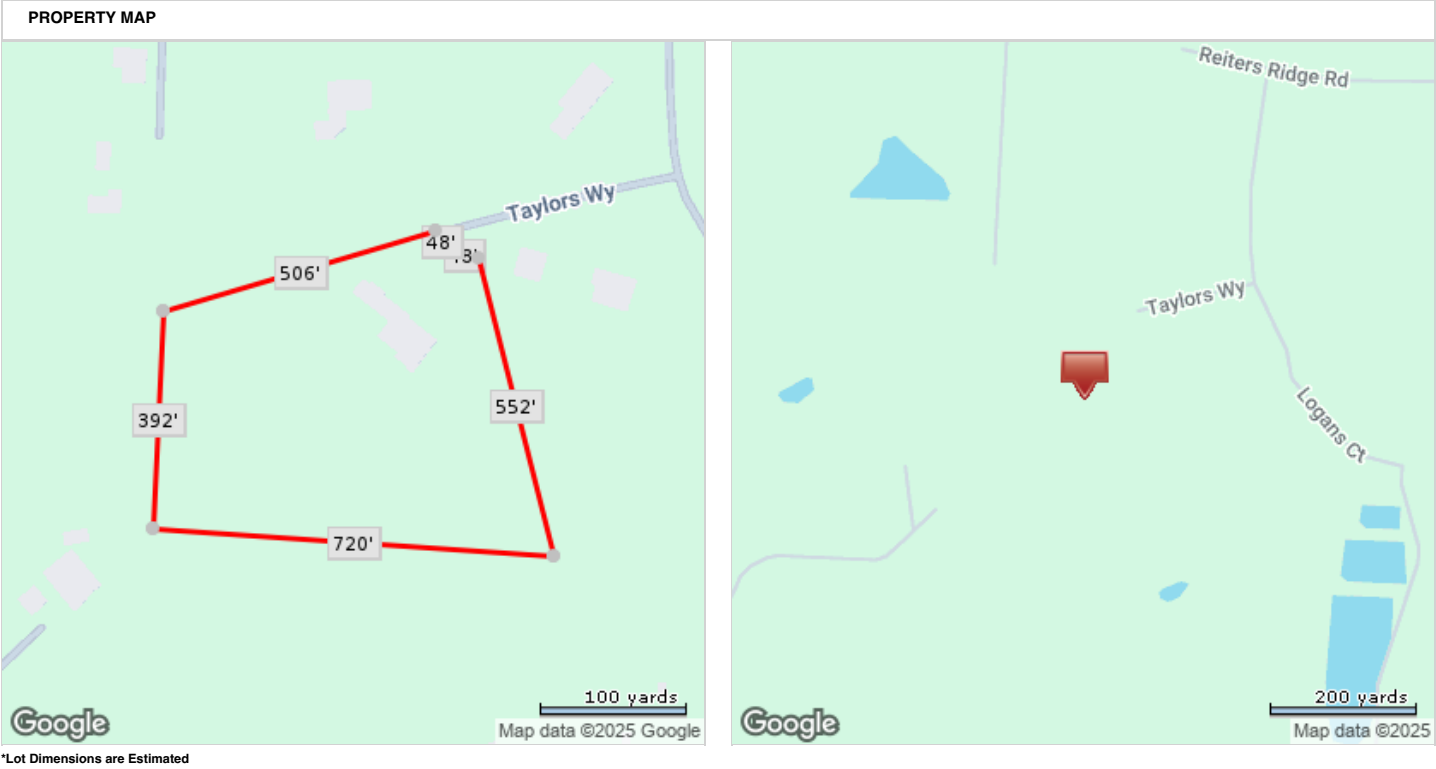 PROPERTY MAP
Taylors Wy
48'
506'
392'
552'
720'
100 yards
Google
Map data ©2025 Google
Reiters Ridge Rd
Taylors Wy
Logans Ct
200 yards
Google
Map data ©2025
*Lot Dimensions are Estimated